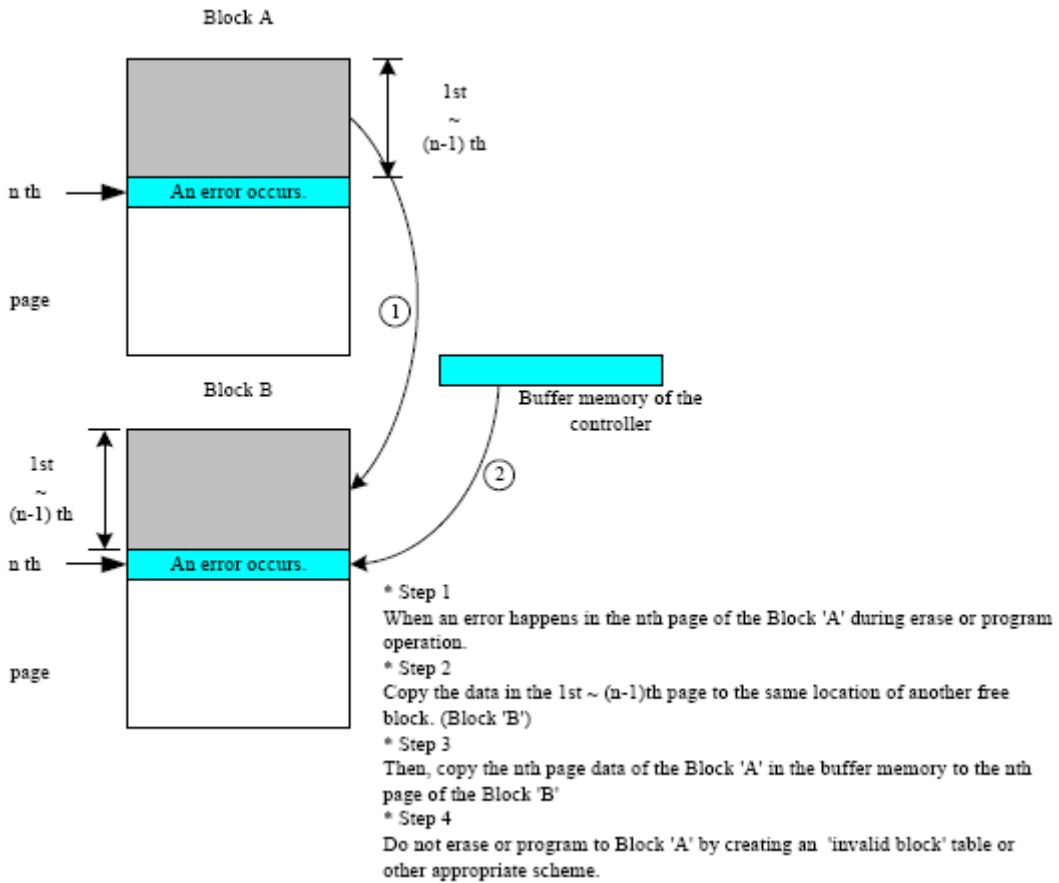 Block A
1st
~
(n-1) th
n th
An error occurs.
page
1
Block B
Buffer memory of the
controller
1st
~
(n-1) th
2
n th
An error occurs.
page
* Step 1
When an error happens in the nth page of the Block 'A' during erase or program
operation.
* Step 2
Copy the data in the 1st ~ (n-1)th page to the same location of another free
block. (Block 'B')
* Step 3
Then, copy the nth page data of the Block 'A' in the buffer memory to the nth
page of the Block 'B'
* Step 4
Do not erase or program to Block 'A' by creating an 'invalid block' table or
other appropriate scheme.